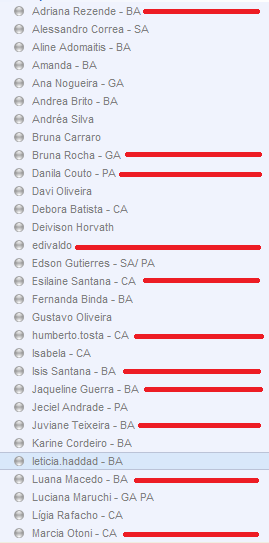 Adriana Rezende - BA
Alessandro Correa - SA
Aline Adomaitis - BA
Amanda - BA
Ana Nogueira - GA
Andrea Brito - BA
Andréa Silva
Bruna Carraro
Bruna Rocha - GA
Danila Couto - PA
Davi Oliveira
Debora Batista - CA
Deivison Horvath
edivaldo
Edson Gutierres - SA/ PA
Esilaine Santana - CA
Fernanda Binda - BA
Gustavo Oliveira
humberto.tosta - CA
Isabela - CA
Isis Santana - BA
Jaqueline Guerra - BA
Jeciel Andrade - PA
Juviane Teixeira - BA
Karine Cordeiro - BA
leticia.haddad - BA
Luana Macedo - BA
Luciana Maruchi - GA PA
Lígia Rafacho - CA
Marcia Otoni - CA